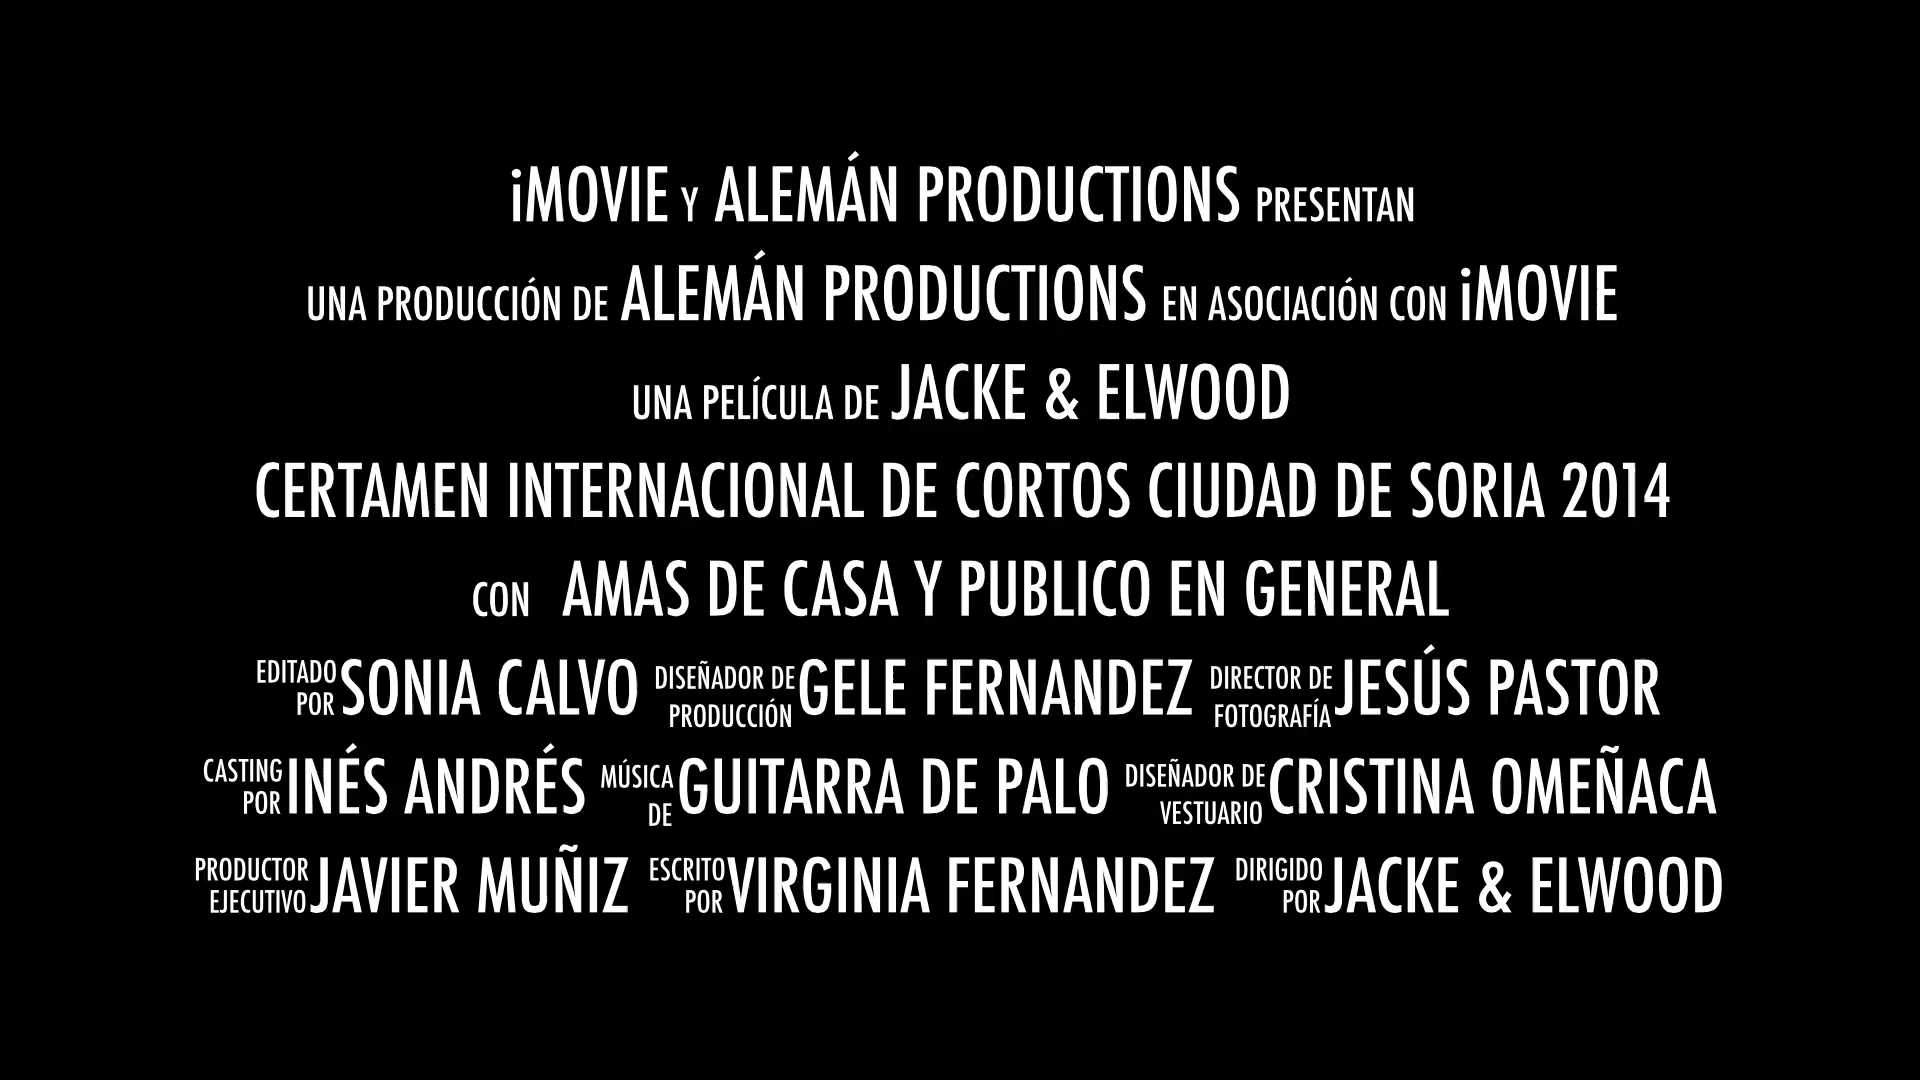 iMOVIE Y ALEMÁN PRODUCTIONS PRESENTAN
UNA PRODUCCIÓN DE ALEMÁN PRODUCTIONS EN ASOCIACIÓN CON iMOVIE
UNA PELÍCULA DE JACKE & ELWOOD
CERTAMEN INTERNACIONAL DE CORTOS CIUDAD DE SORIA 2014
CON AMAS DE CASA Y PUBLICO EN GENERAL
EDITADO POR SONIA CALVO DISEÑADOR DE PRODUCCIÓN GELE FERNANDEZ DIRECTOR DE FOTOGRAFÍA JESÚS PASTOR
CASTING POR INÉS ANDRÉS MÚSICA DE GUITARRA DE PALO DISEÑADOR DE VESTUARIO CRISTINA OMEÑACA
PRODUCTOR EJECUTIVO JAVIER MUÑIZ ESCRITO POR VIRGINIA FERNANDEZ DIRIGIDO POR JACKE & ELWOOD